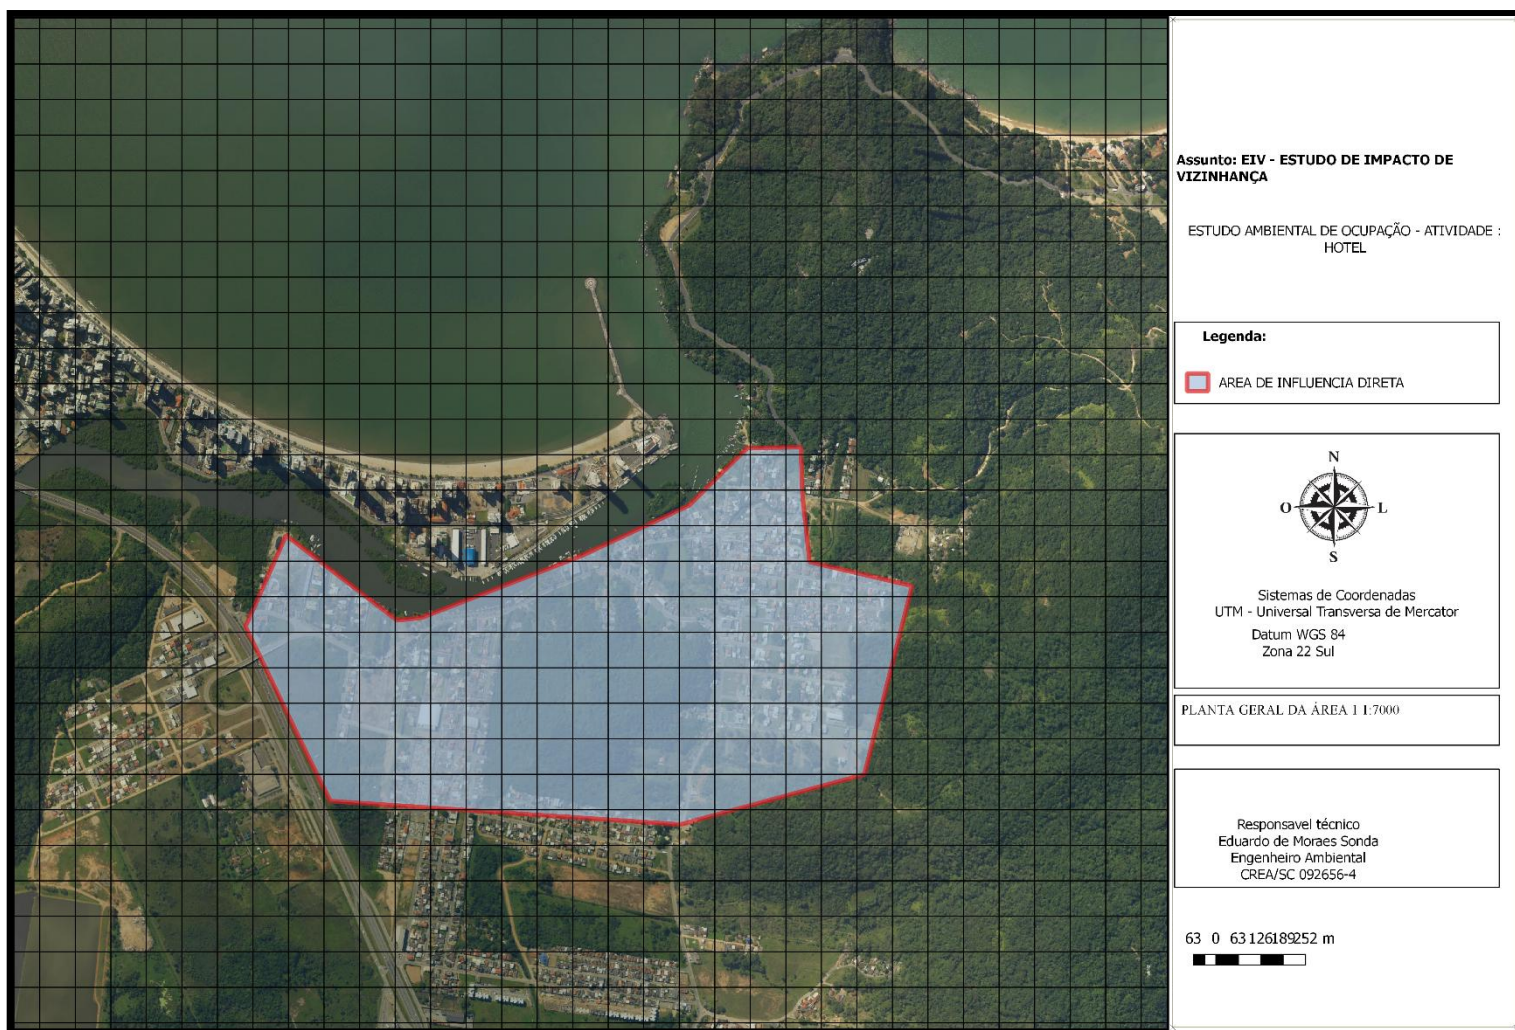 Assunto: EIV - ESTUDO DE IMPACTO DE
VIZINHANÇA
ESTUDO AMBIENTAL DE OCUPAÇÃO - ATIVIDADE :
HOTEL
Legenda:
AREA DE INFLUENCIA DIRETA
N
O L
S
Sistemas de Coordenadas
UTM - Universal Transversa de Mercator
Datum WGS 84
Zona 22 Sul
PLANTA GERAL DA ÁREA 1 1:7000
Responsavel técnico
Eduardo de Moraes Sonda
Engenheiro Ambiental
CREA/SC 092656-4
63 0 63126189252 m